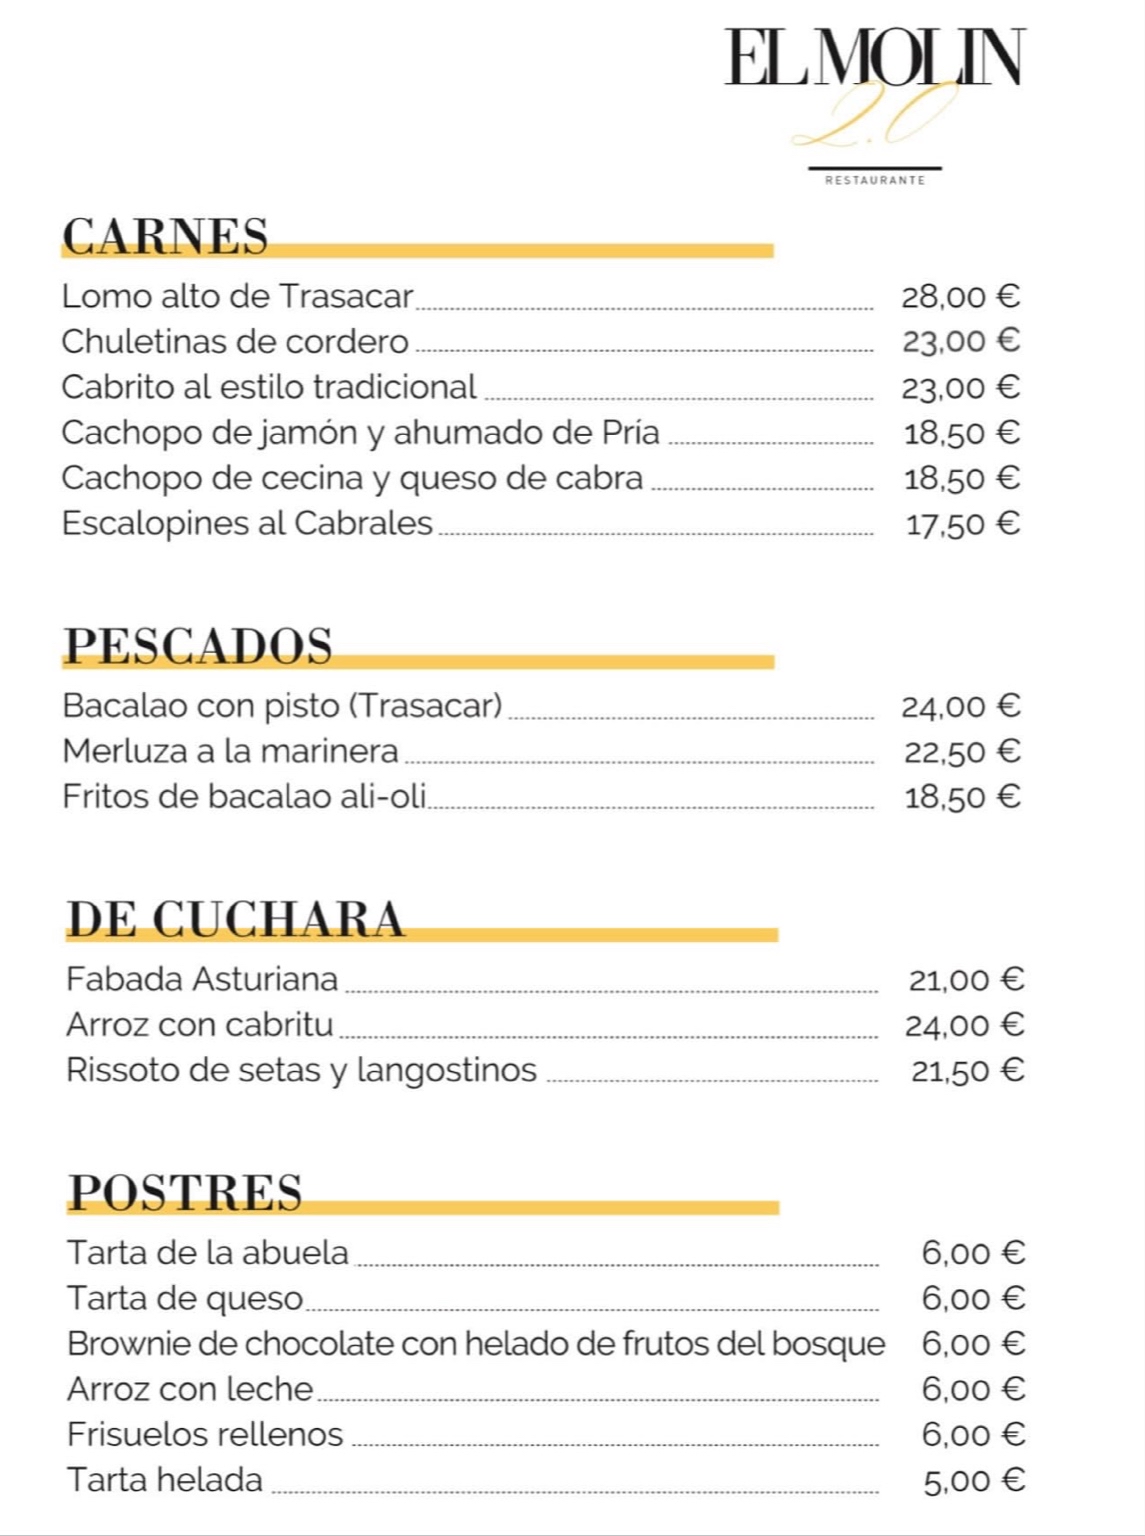 EL MOLIN
2.0
RESTAURANTE
CARNES
Lomo alto de Trasacar 28,00 €
Chuletinas de cordero 23,00 €
Cabrito al estilo tradicional 23,00 €
Cachopo de jamón y ahumado de Pría 18,50 €
Cachopo de cecina y queso de cabra 18,50 €
Escalopines al Cabrales 17,50 €
PESCADOS
Bacalao con pisto (Trasacar) 24,00 €
Merluza a la marinera 22,50 €
Fritos de bacalao ali-oli 18,50 €
DE CUCHARA
Fabada Asturiana 21,00 €
Arroz con cabritu 24,00 €
Rissoto de setas y langostinos 21,50 €
POSTRES
Tarta de la abuela 6,00 €
Tarta de queso 6,00 €
Brownie de chocolate con helado de frutos del bosque 6,00 €
Arroz con leche 6,00 €
Frisuelos rellenos 6,00 €
Tarta helada 5,00 €